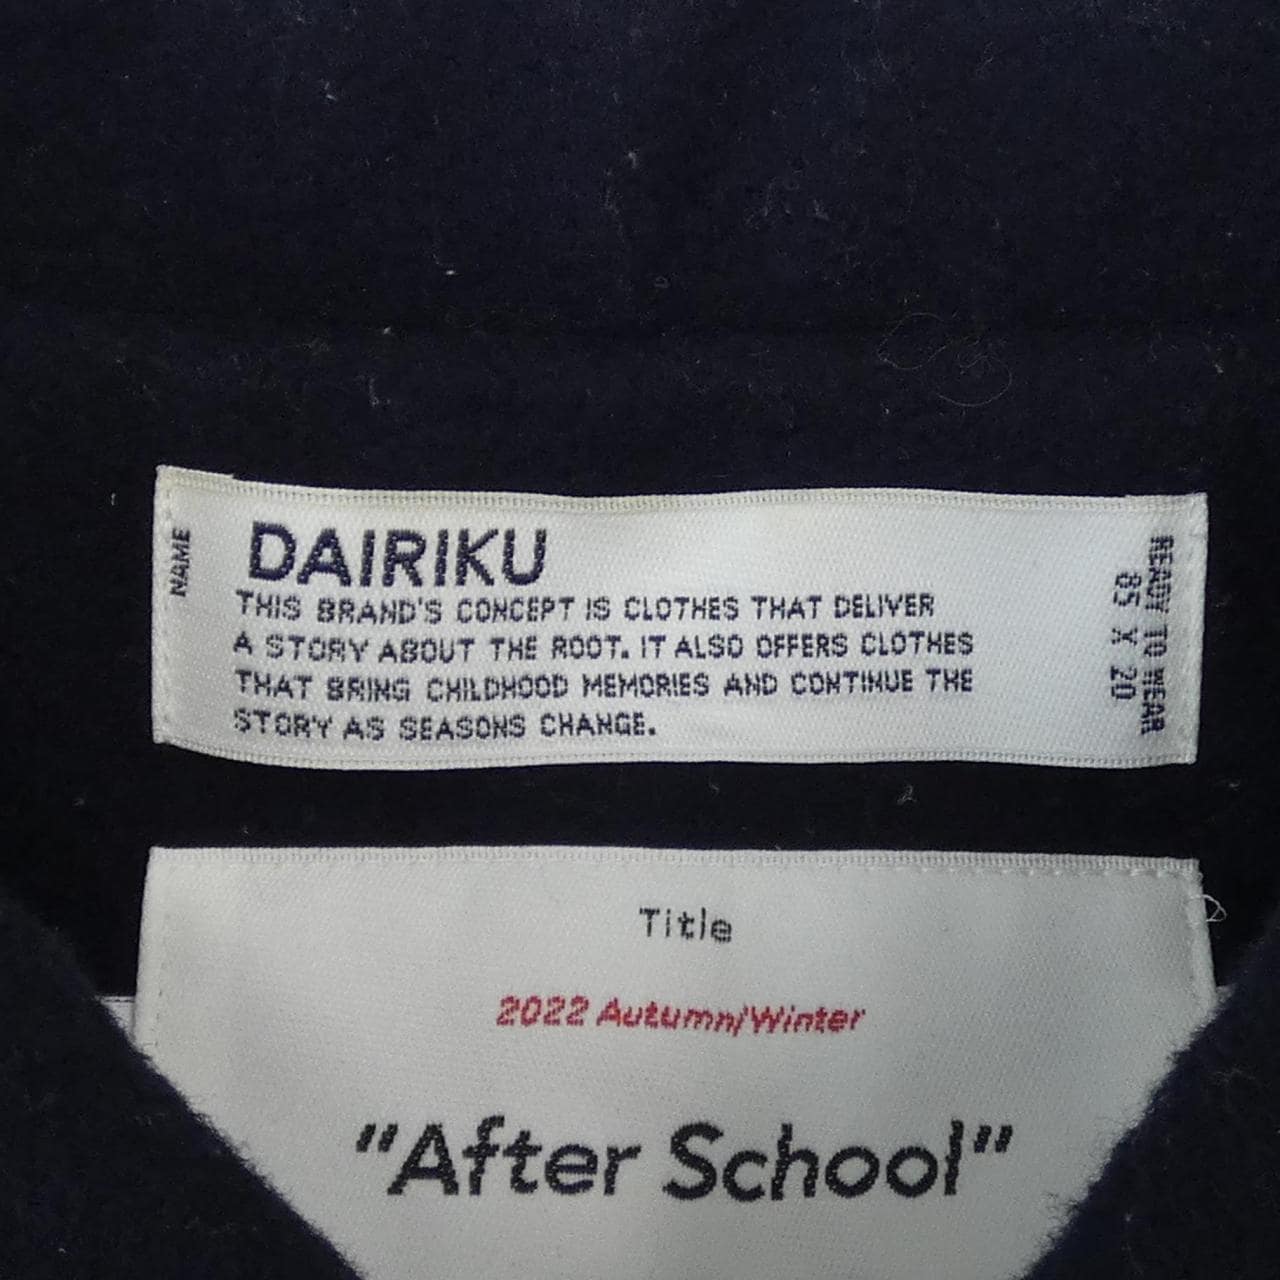 NAME
DAIRIKU
THIS BRAND'S CONCEPT IS CLOTHES THAT DELIVER
A STORY ABOUT THE ROOT. IT ALSO OFFERS CLOTHES
THAT BRING CHILDHOOD MEMORIES AND CONTINUE THE
STORY AS SEASONS CHANGE.
READY TO WEAR
85 X 20
Title
2022 Autumn/Winter
"After School"